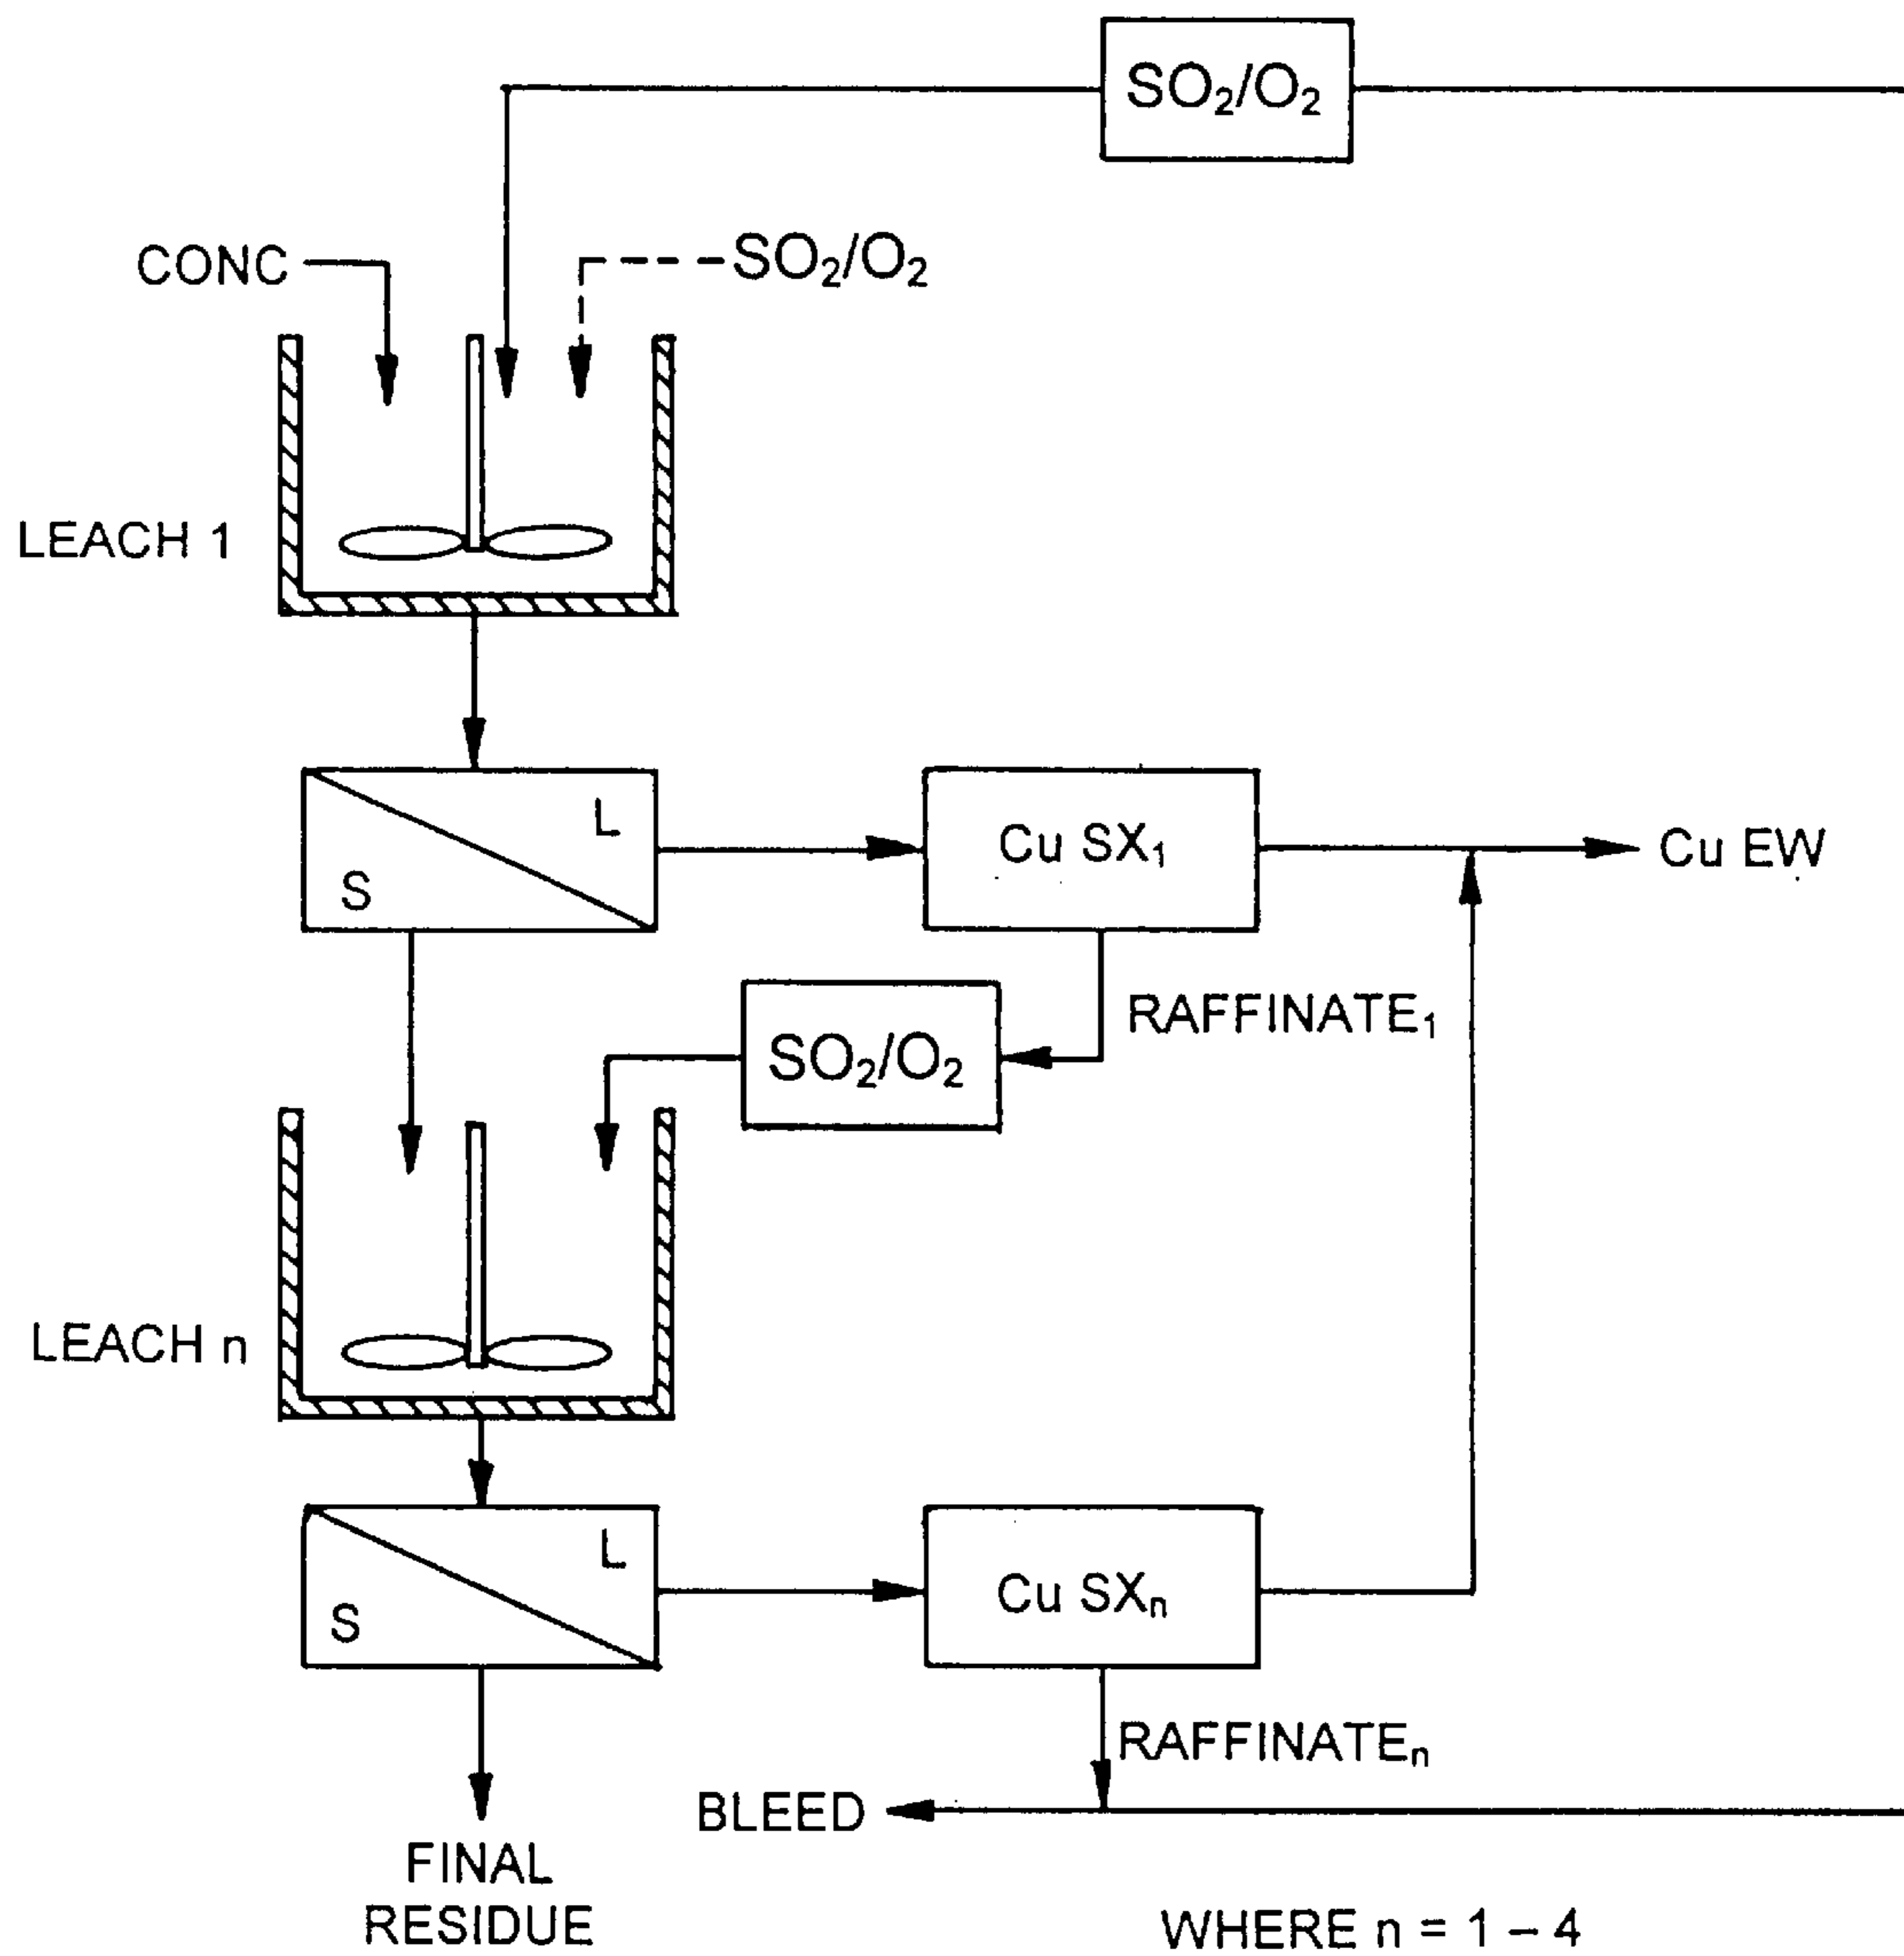 SO₂/O₂
CONC
SO₂/O₂
LEACH 1
L
S
Cu SX₁
Cu EW
RAFFINATE₁
SO₂/O₂
LEACH n
L
S
Cu SXₙ
RAFFINATEₙ
BLEED
FINAL
RESIDUE
WHERE n = 1 – 4